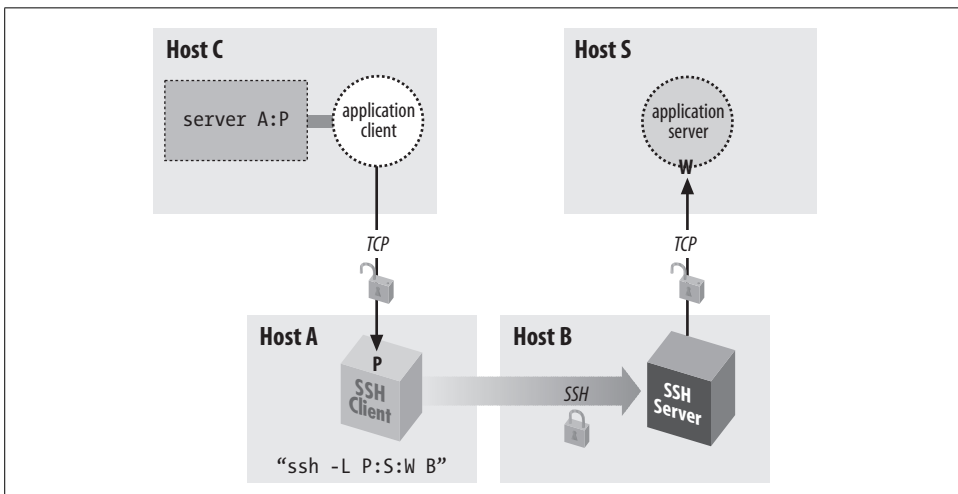 Host C
server A:P
application
client
Host S
application
server
W
TCP
TCP
Host A
P
SSH
Client
SSH
Host B
SSH
Server
“ssh -L P:S:W B”